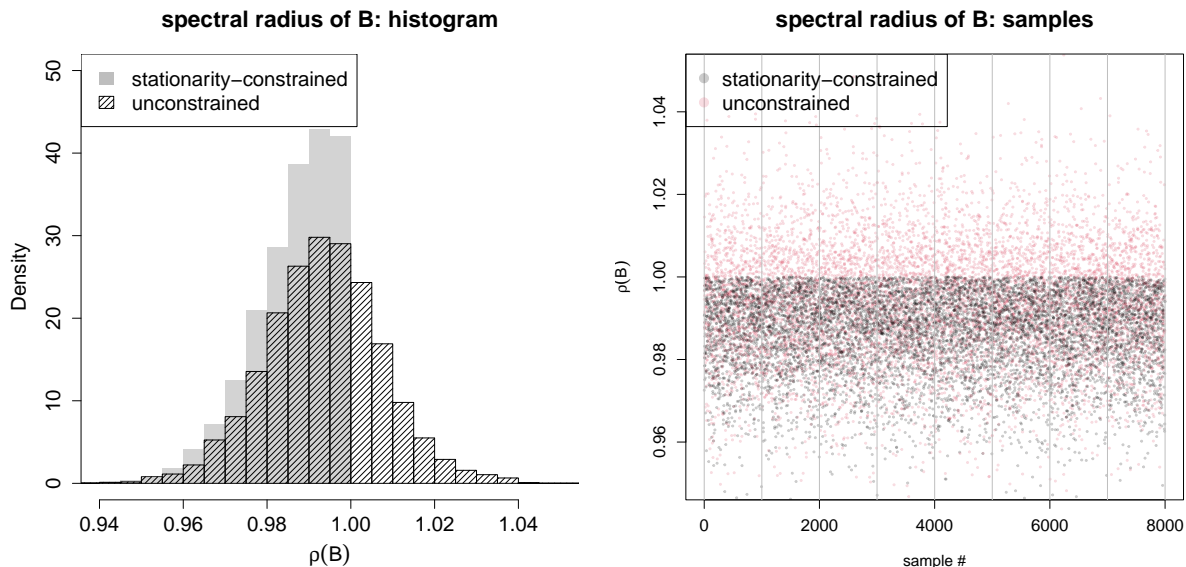 spectral radius of B: histogram
stationarity−constrained
unconstrained
Density
50
40
30
20
10
0
0.94 0.96 0.98 1.00 1.02 1.04
ρ(B)
spectral radius of B: samples
stationarity−constrained
unconstrained
ρ(B)
1.04
1.02
1.00
0.98
0.96
0 2000 4000 6000 8000
sample #